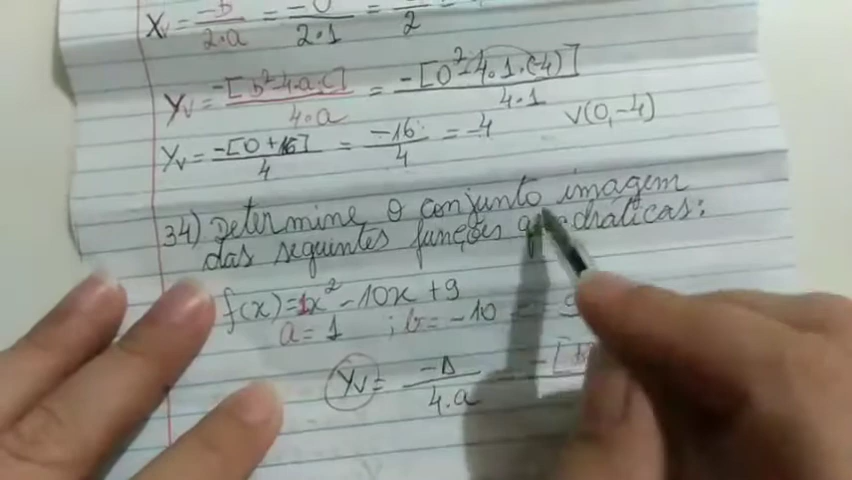 Xv = -b/2·a = -0/2·1 = /2
Yv = -[b²-4·a·c]/4·a = -[0²-4·1·(-4)]/4·1
Yv = -[0+16]/4 = -16/4 = -4 V(0,-4)
34) Determine o conjunto imagem
das seguintes funções quadráticas:
f(x)=1x²-10x+9
a=1 ; b=-10 9
Yv = -Δ/4·a = -[b